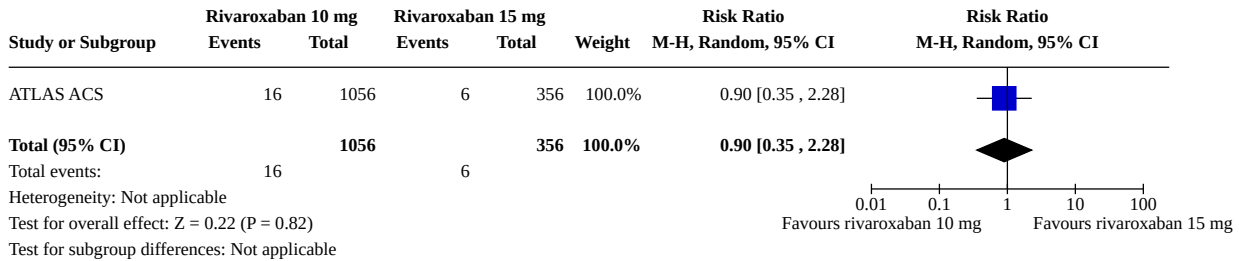 Rivaroxaban 10 mg Rivaroxaban 15 mg Risk Ratio Risk Ratio
Study or Subgroup Events Total Events Total Weight M-H, Random, 95% CI M-H, Random, 95% CI
ATLAS ACS 16 1056 6 356 100.0% 0.90 [0.35 , 2.28]
Total (95% CI) 1056 356 100.0% 0.90 [0.35 , 2.28]
Total events: 16 6
Heterogeneity: Not applicable
0.01 0.1 1 10 100
Test for overall effect: Z = 0.22 (P = 0.82)
Favours rivaroxaban 10 mg Favours rivaroxaban 15 mg
Test for subgroup differences: Not applicable